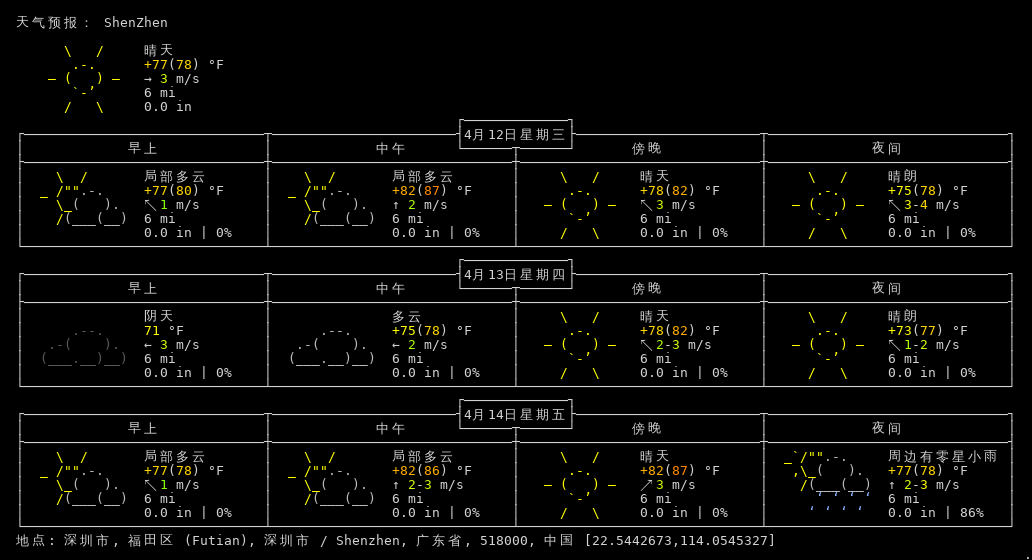 天气预报： ShenZhen
晴天
+77(78) °F
→ 3 m/s
6 mi
0.0 in
4月12日星期三
早上 中午 傍晚 夜间
局部多云 局部多云 晴天 晴朗
+77(80) °F +82(87) °F +78(82) °F +75(78) °F
↖ 1 m/s ↑ 2 m/s ↖ 3 m/s ↖ 3-4 m/s
6 mi 6 mi 6 mi 6 mi
0.0 in | 0% 0.0 in | 0% 0.0 in | 0% 0.0 in | 0%
4月13日星期四
早上 中午 傍晚 夜间
阴天 多云 晴天 晴朗
71 °F +75(78) °F +78(82) °F +73(77) °F
← 3 m/s ← 2 m/s ↖ 2-3 m/s ↖ 1-2 m/s
6 mi 6 mi 6 mi 6 mi
0.0 in | 0% 0.0 in | 0% 0.0 in | 0% 0.0 in | 0%
4月14日星期五
早上 中午 傍晚 夜间
局部多云 局部多云 晴天 周边有零星小雨
+77(78) °F +82(86) °F +82(87) °F +77(78) °F
↖ 1 m/s ↑ 2-3 m/s ↗ 3 m/s ↑ 2-3 m/s
6 mi 6 mi 6 mi 6 mi
0.0 in | 0% 0.0 in | 0% 0.0 in | 0% 0.0 in | 86%
地点: 深圳市, 福田区 (Futian), 深圳市 / Shenzhen, 广东省, 518000, 中国 [22.5442673,114.0545327]